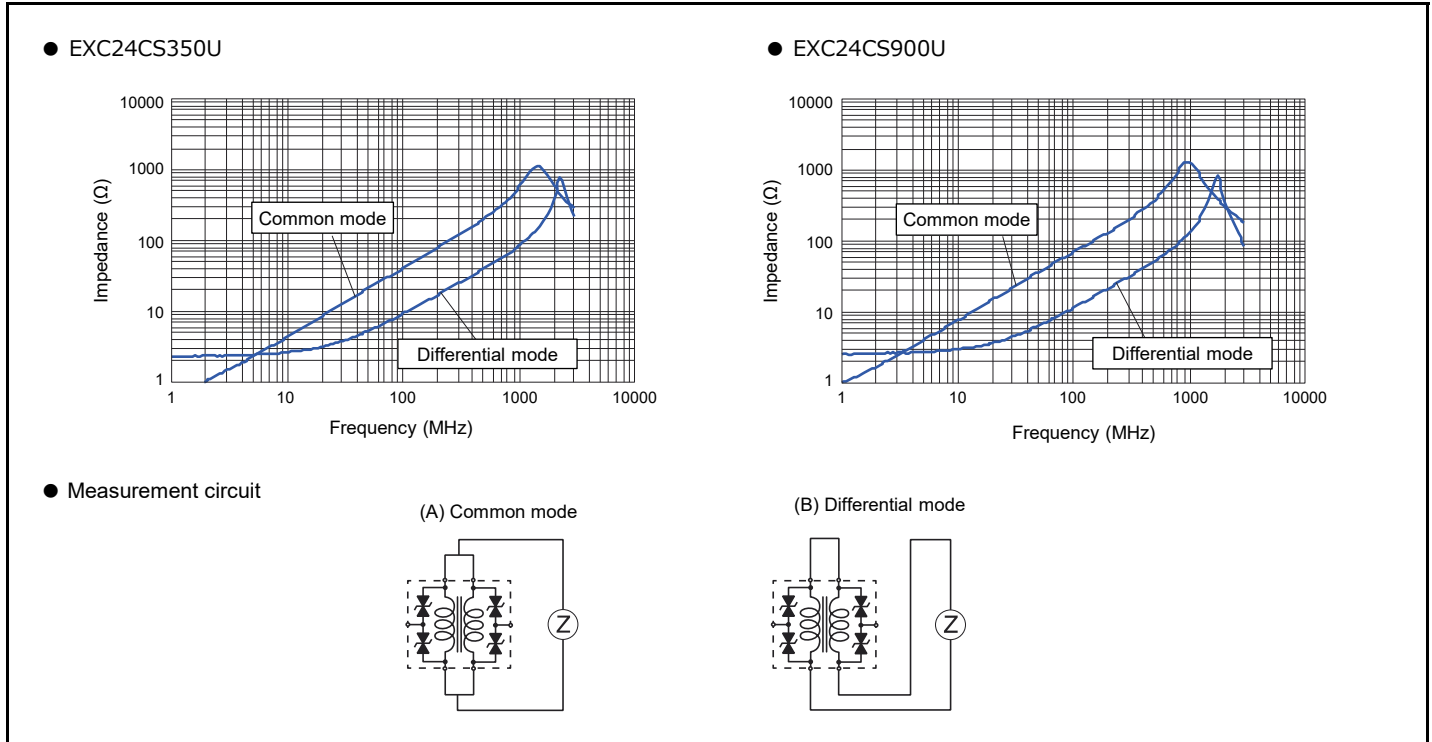 ● EXC24CS350U
10000
1000
100
10
1
Impedance (Ω)
Common mode
Differential mode
1 10 100 1000 10000
Frequency (MHz)
● EXC24CS900U
10000
1000
100
10
1
Impedance (Ω)
Common mode
Differential mode
1 10 100 1000 10000
Frequency (MHz)
● Measurement circuit
(A) Common mode
Z
(B) Differential mode
Z